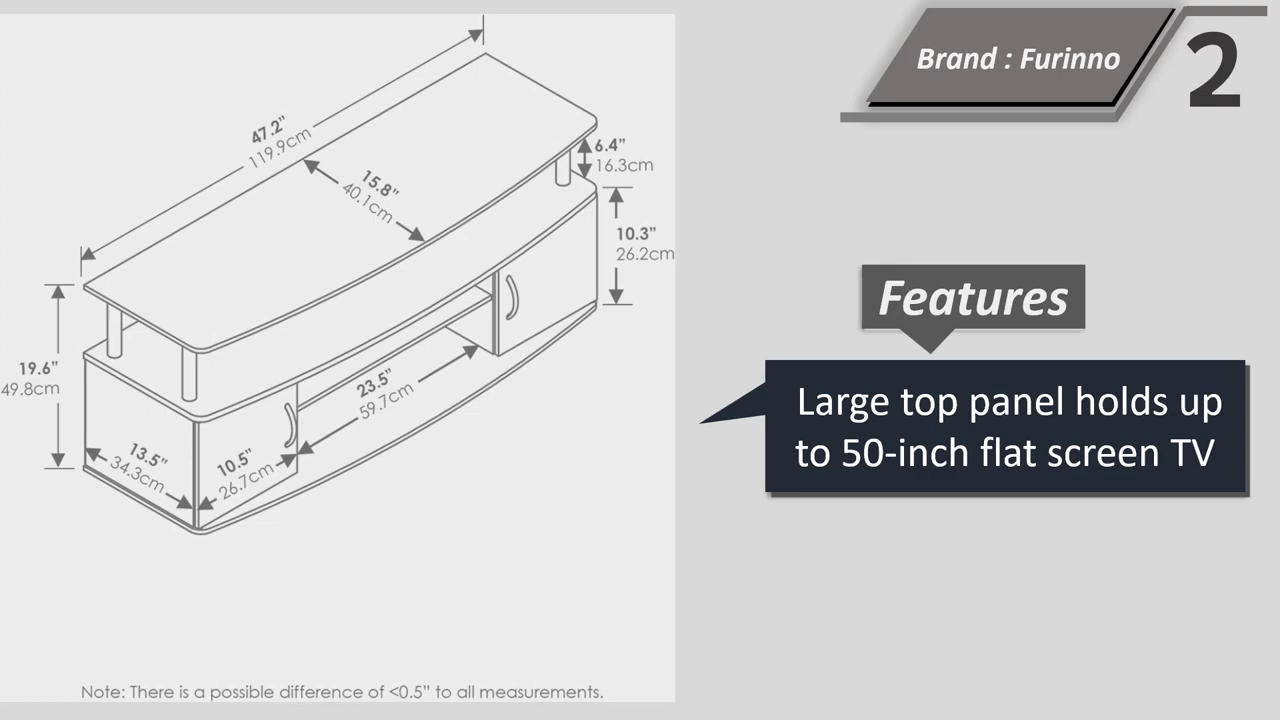 Brand : Furinno
2
47.2"
119.9cm
6.4"
16.3cm
15.8"
40.1cm
10.3"
26.2cm
19.6"
49.8cm
23.5"
59.7cm
13.5"
34.3cm
10.5"
26.7cm
Features
Large top panel holds up
to 50-inch flat screen TV
Note: There is a possible difference of <0.5" to all measurements.